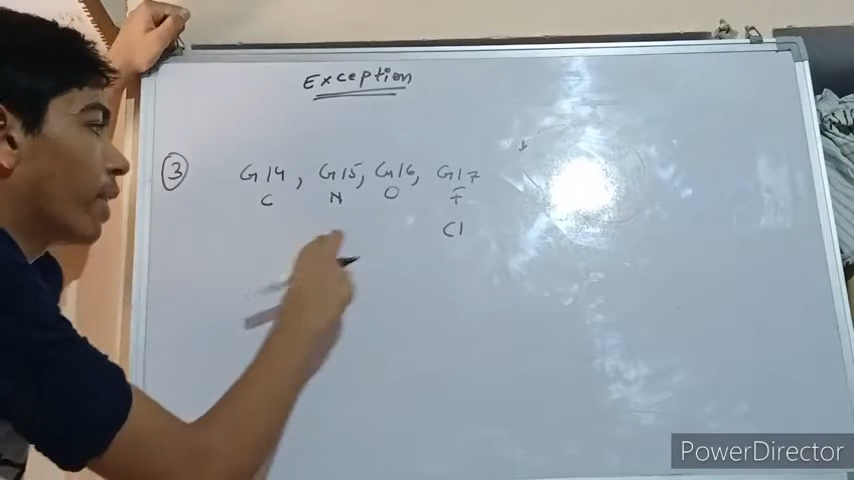 Exception
③ G14, G15, G16, G17
C N O F
Cl
PowerDirector